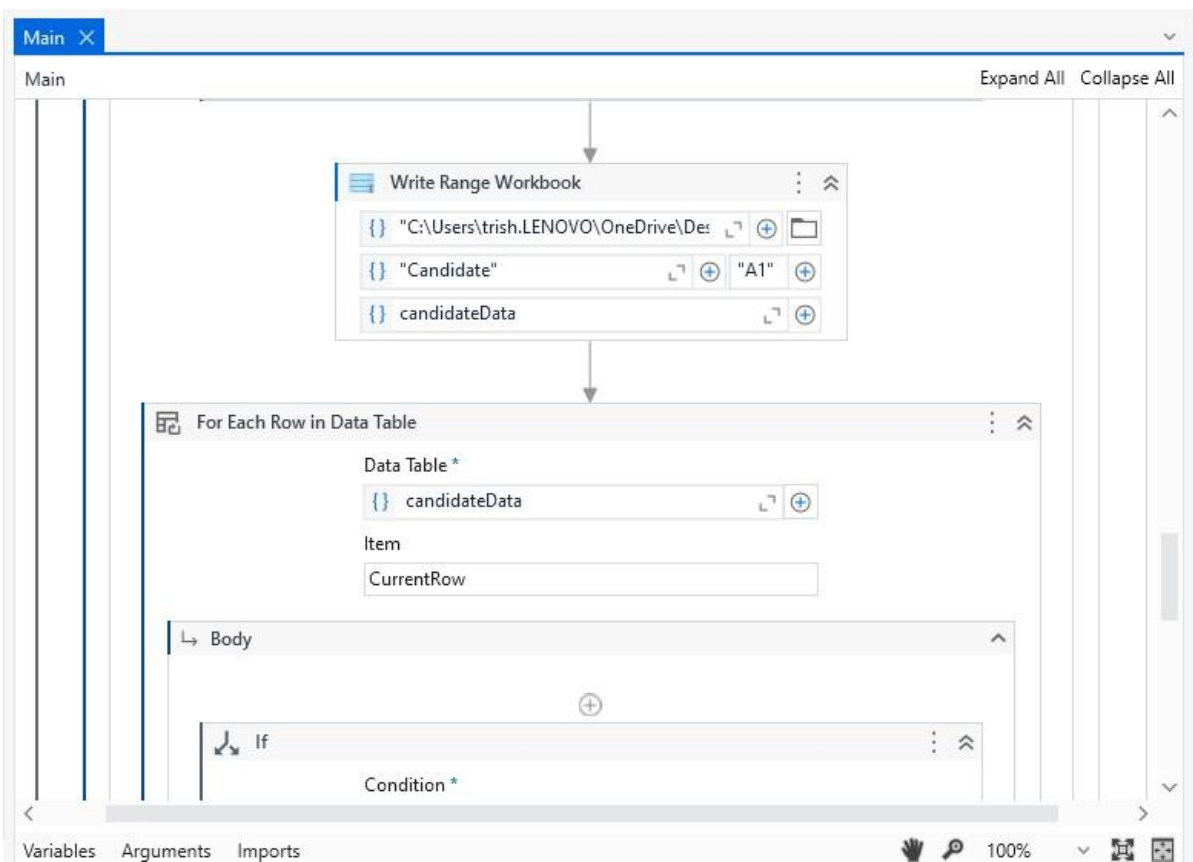 Main
Main Expand All Collapse All
Write Range Workbook
{} "C:\Users\trish.LENOVO\OneDrive\Des
{} "Candidate" "A1"
{} candidateData
For Each Row in Data Table
Data Table *
{} candidateData
Item
CurrentRow
Body
If
Condition *
Variables Arguments Imports 100%